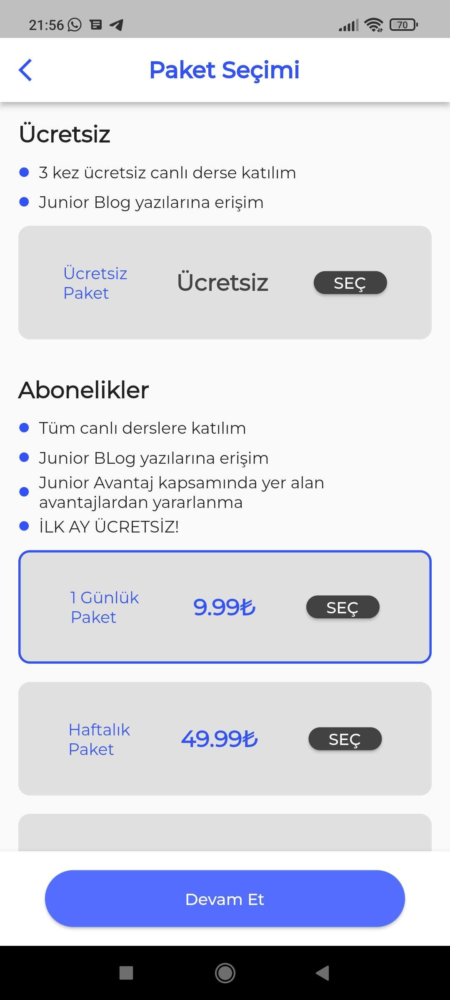 21:56
70
Paket Seçimi
Ücretsiz
3 kez ücretsiz canlı derse katılım
Junior Blog yazılarına erişim
Ücretsiz
Paket
Ücretsiz
SEÇ
Abonelikler
Tüm canlı derslere katılım
Junior BLog yazılarına erişim
Junior Avantaj kapsamında yer alan
avantajlardan yararlanma
İLK AY ÜCRETSİZ!
1 Günlük
Paket
9.99₺
SEÇ
Haftalık
Paket
49.99₺
SEÇ
Devam Et